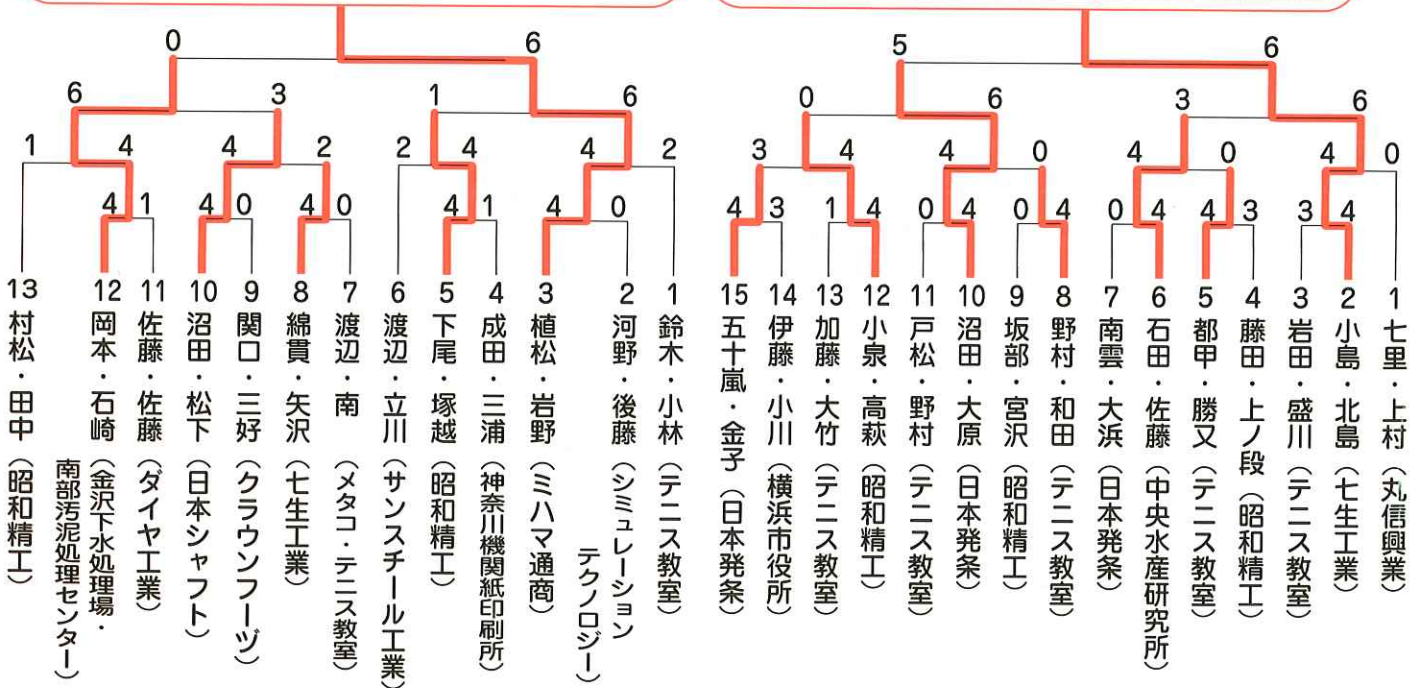 0 6
6 3 1 6
1 4 4 2 2 4 4 2
4 1 4 0 4 0 4 1 4 0
13 村松・田中（昭和精工）
12 岡本・石崎（金沢下水処理場・
南部汚泥処理センター）
11 佐藤・佐藤（ダイヤ工業）
10 沼田・松下（日本シャフト）
9 関口・三好（クラウンフーヅ）
8 綿貫・矢沢（七生工業）
7 渡辺・南（メタコ・テニス教室）
6 渡辺・立川（サンスチール工業）
5 下尾・塚越（昭和精工）
4 成田・三浦（神奈川機関紙印刷所）
3 植松・岩野（ミハマ通商）
2 河野・後藤（シミュレーション
テクノロジー）
1 鈴木・小林（テニス教室）
5 6
0 6 3 6
3 4 4 0 4 0 4 0
4 3 1 4 0 4 0 4 0 4 4 3 3 4
15 五十嵐・金子（日本発条）
14 伊藤・小川（横浜市役所）
13 加藤・大竹（テニス教室）
12 小泉・高萩（昭和精工）
11 戸松・野村（テニス教室）
10 沼田・大原（日本発条）
9 坂部・宮沢（昭和精工）
8 野村・和田（テニス教室）
7 南雲・大浜（日本発条）
6 石田・佐藤（中央水産研究所）
5 都甲・勝又（テニス教室）
4 藤田・上ノ段（昭和精工）
3 岩田・盛川（テニス教室）
2 小島・北島（七生工業）
1 七里・上村（丸信興業）